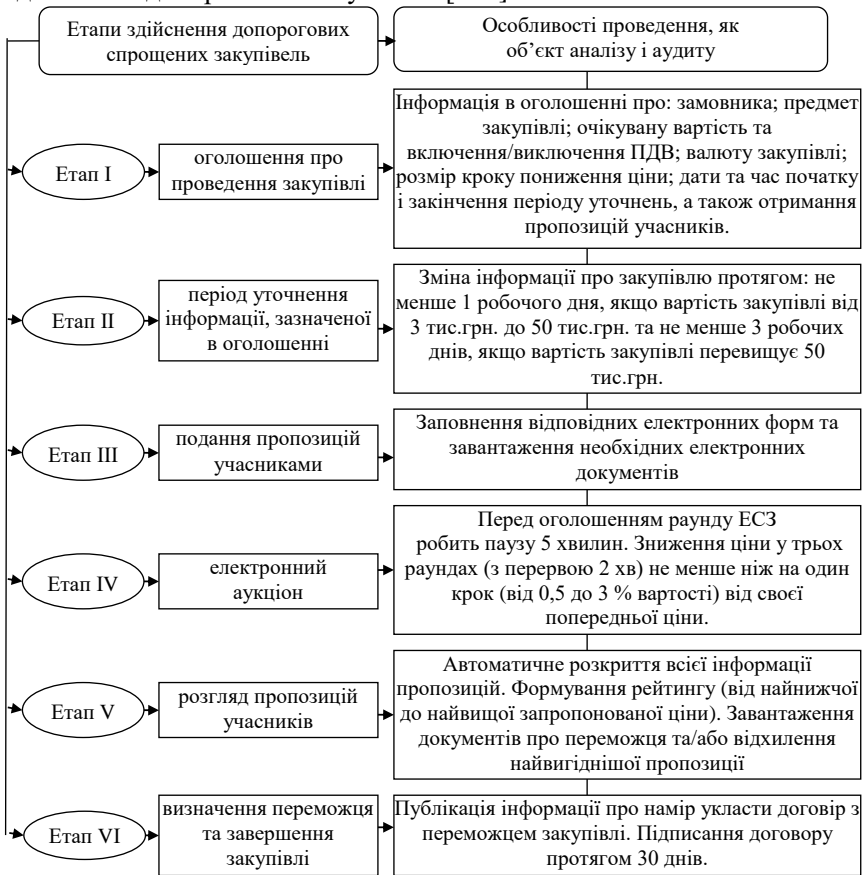 Етапи здійснення допорогових
спрощених закупівель
Особливості проведення, як
об’єкт аналізу і аудиту
Етап I
оголошення про
проведення закупівлі
Інформація в оголошенні про: замовника; предмет
закупівлі; очікувану вартість та
включення/виключення ПДВ; валюту закупівлі;
розмір кроку пониження ціни; дати та час початку
і закінчення періоду уточнень, а також отримання
пропозицій учасників.
Етап II
період уточнення
інформації, зазначеної
в оголошенні
Зміна інформації про закупівлю протягом: не
менше 1 робочого дня, якщо вартість закупівлі від
3 тис.грн. до 50 тис.грн. та не менше 3 робочих
днів, якщо вартість закупівлі перевищує 50
тис.грн.
Етап III
подання пропозицій
учасниками
Заповнення відповідних електронних форм та
завантаження необхідних електронних
документів
Етап IV
електронний
аукціон
Перед оголошенням раунду ЕСЗ
робить паузу 5 хвилин. Зниження ціни у трьох
раундах (з перервою 2 хв) не менше ніж на один
крок (від 0,5 до 3 % вартості) від своєї
попередньої ціни.
Етап V
розгляд пропозицій
учасників
Автоматичне розкриття всієї інформації
пропозицій. Формування рейтингу (від найнижчої
до найвищої запропонованої ціни). Завантаження
документів про переможця та/або відхилення
найвигіднішої пропозиції
Етап VI
визначення переможця
та завершення
закупівлі
Публікація інформації про намір укласти договір з
переможцем закупівлі. Підписання договору
протягом 30 днів.